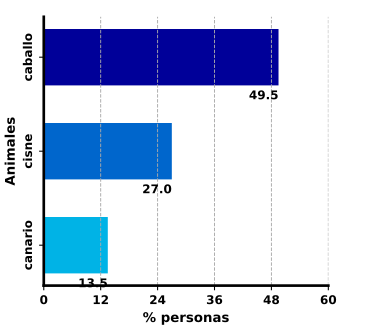 Animales
caballo
49.5
cisne
27.0
canario
13.5
0 12 24 36 48 60
% personas